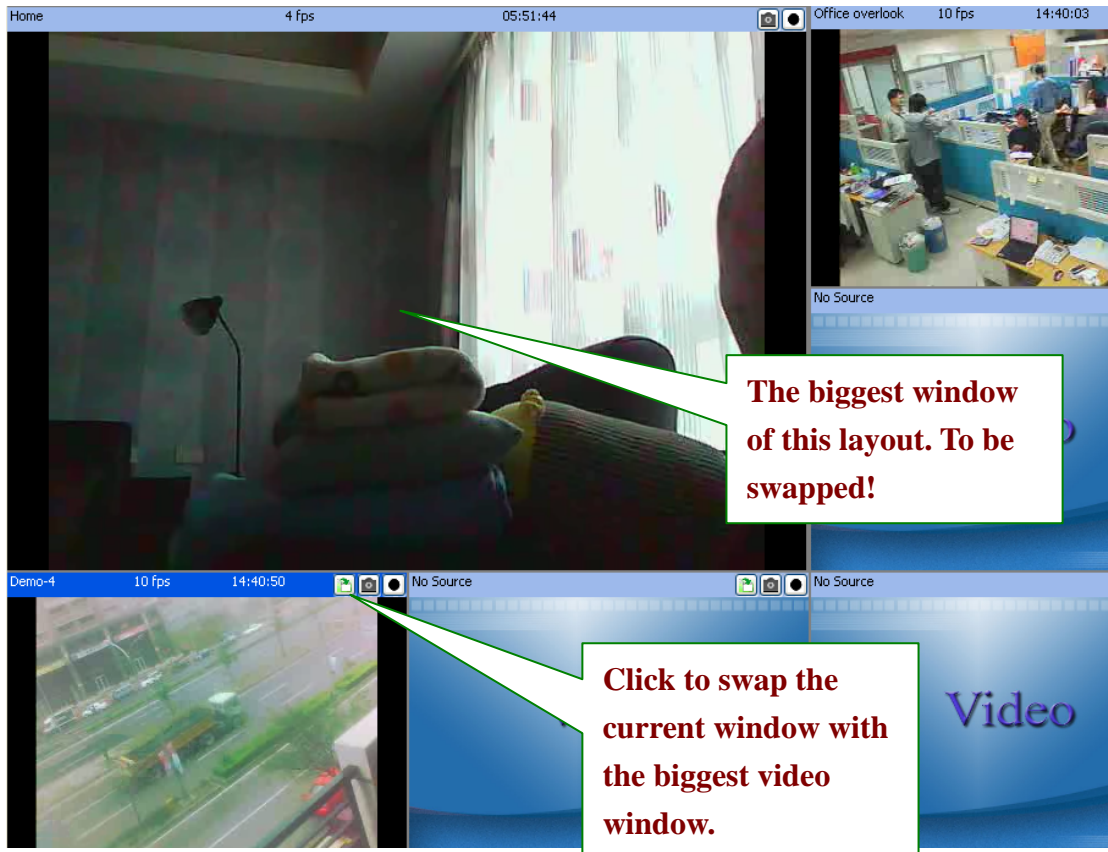 Home 4 fps 05:51:44
Office overlook 10 fps 14:40:03
No Source
The biggest window
of this layout. To be
swapped!
Demo-4 10 fps 14:40:50
No Source
No Source
Click to swap the
current window with
the biggest video
window.
Video